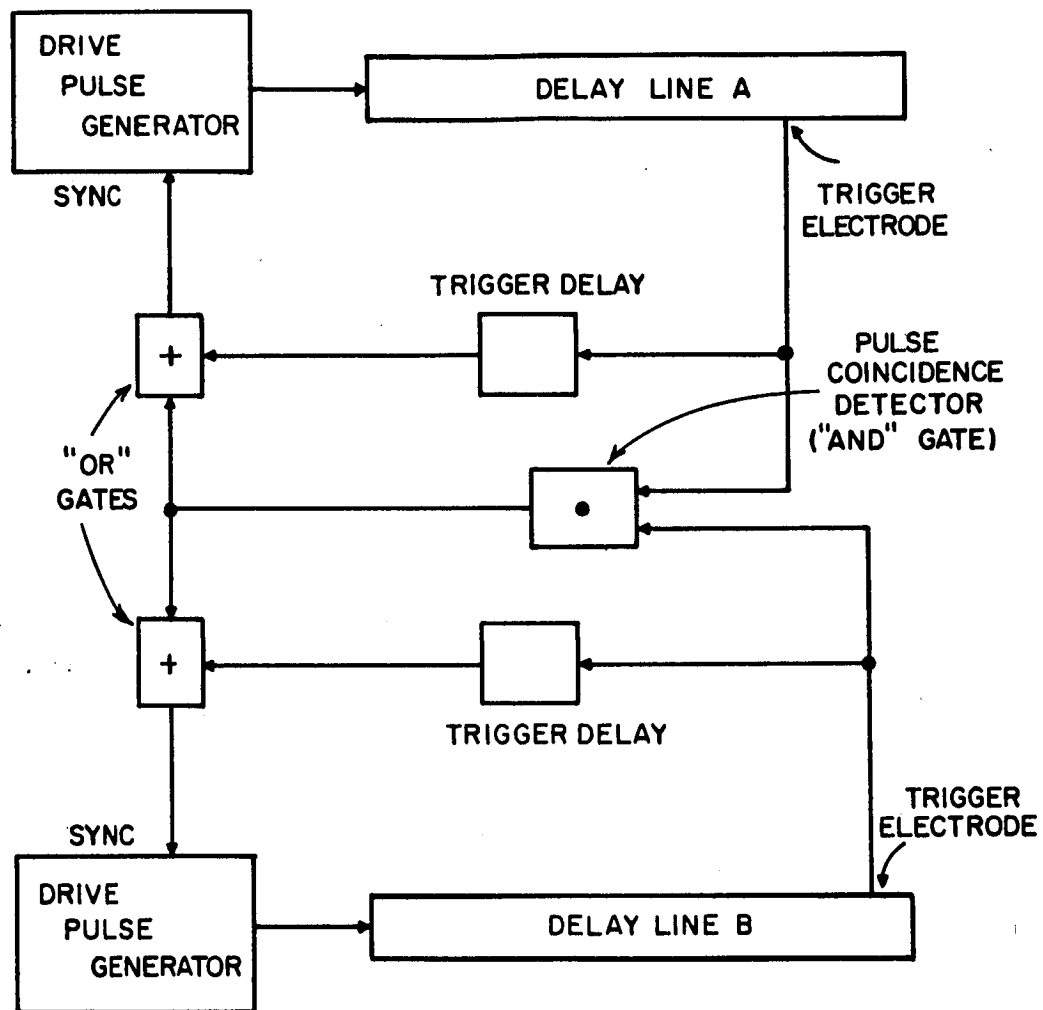 DRIVE
PULSE
GENERATOR
DELAY LINE A
SYNC
TRIGGER
ELECTRODE
TRIGGER DELAY
+
PULSE
COINCIDENCE
DETECTOR
("AND" GATE)
"OR"
GATES
+
TRIGGER DELAY
TRIGGER
ELECTRODE
SYNC
DRIVE
PULSE
GENERATOR
DELAY LINE B